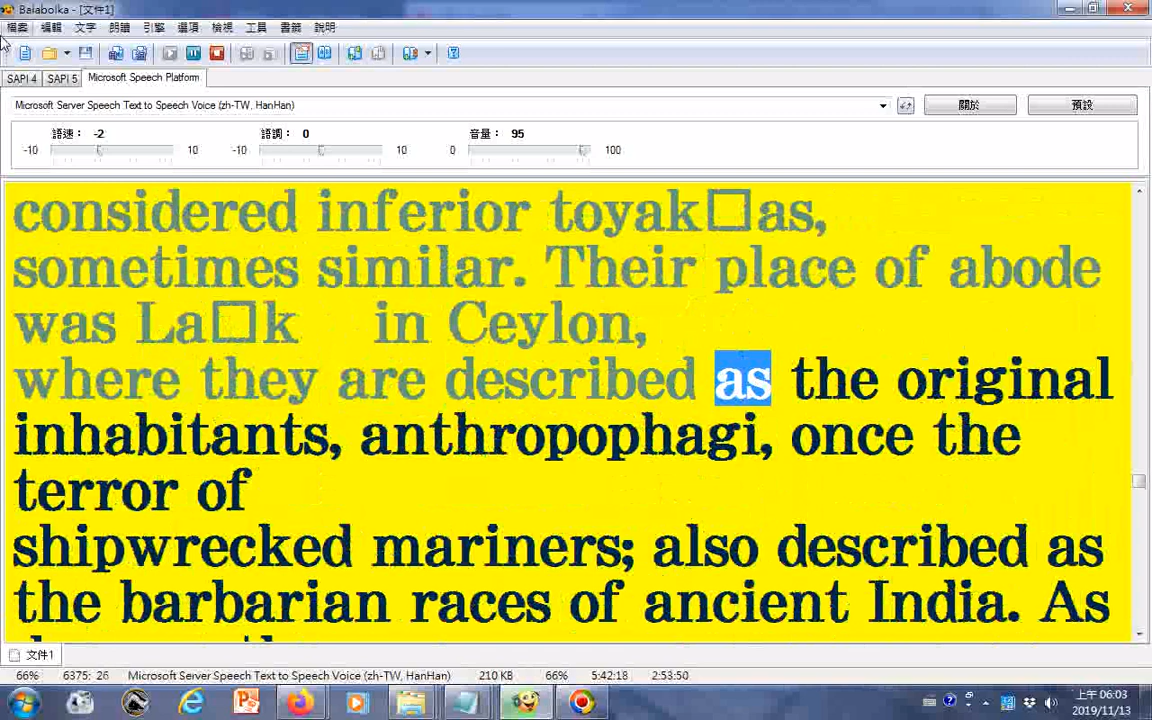 Balabolka - [文件1]
檔案 編輯 文字 朗讀 引擎 選項 檢視 工具 書籤 說明
SAPI 4 SAPI 5 Microsoft Speech Platform
Microsoft Server Speech Text to Speech Voice (zh-TW, HanHan) 關於 預設
語速： -2 語調： 0 音量： 95
-10 10 -10 10 0 100
considered inferior toyak□as,
sometimes similar. Their place of abode
was La□k in Ceylon,
where they are described as the original
inhabitants, anthropophagi, once the
terror of
shipwrecked mariners; also described as
the barbarian races of ancient India. As
文件1
66% 6375: 26 Microsoft Server Speech Text to Speech Voice (zh-TW, HanHan) 210 KB 66% 5:42:18 2:53:50
上午 06:03
2019/11/13